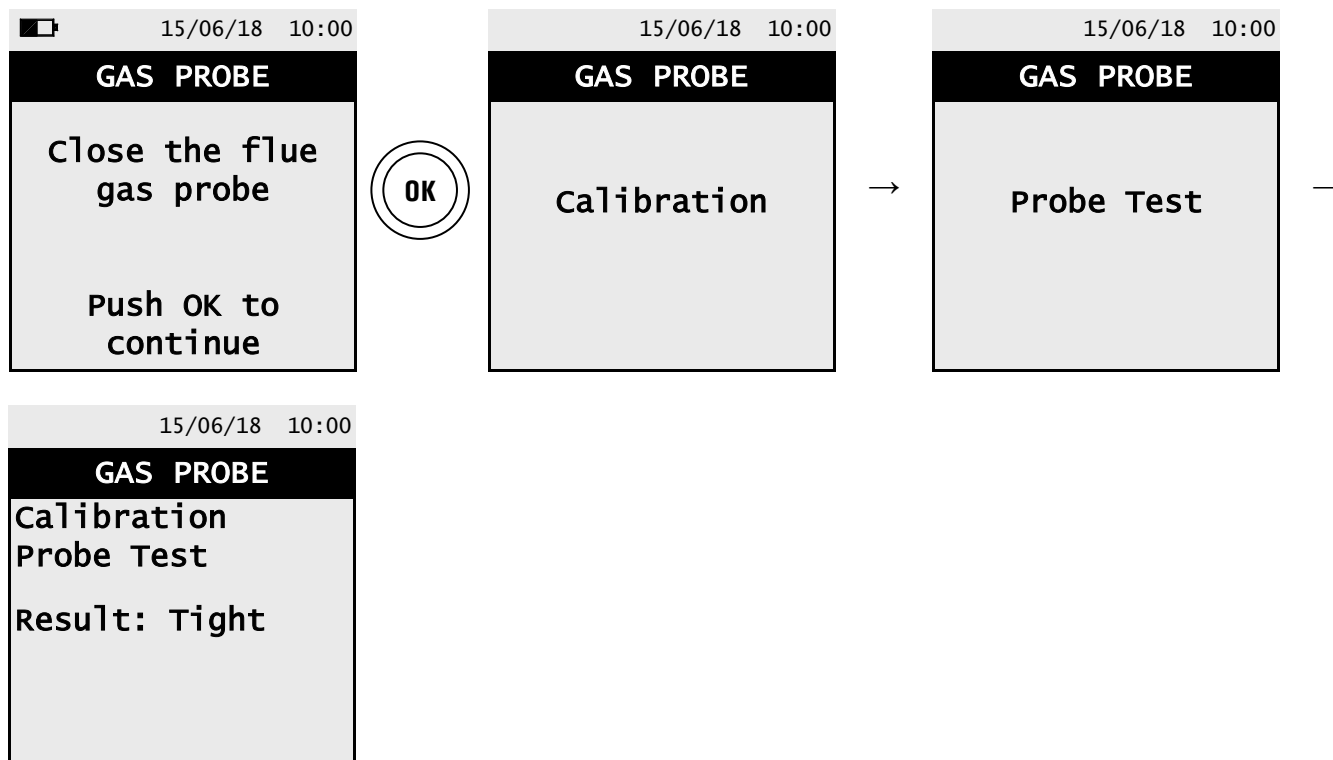 15/06/18 10:00
GAS PROBE
Close the flue
gas probe
Push OK to
continue
OK
15/06/18 10:00
GAS PROBE
Calibration
→
15/06/18 10:00
GAS PROBE
Probe Test
15/06/18 10:00
GAS PROBE
Calibration
Probe Test
Result: Tight